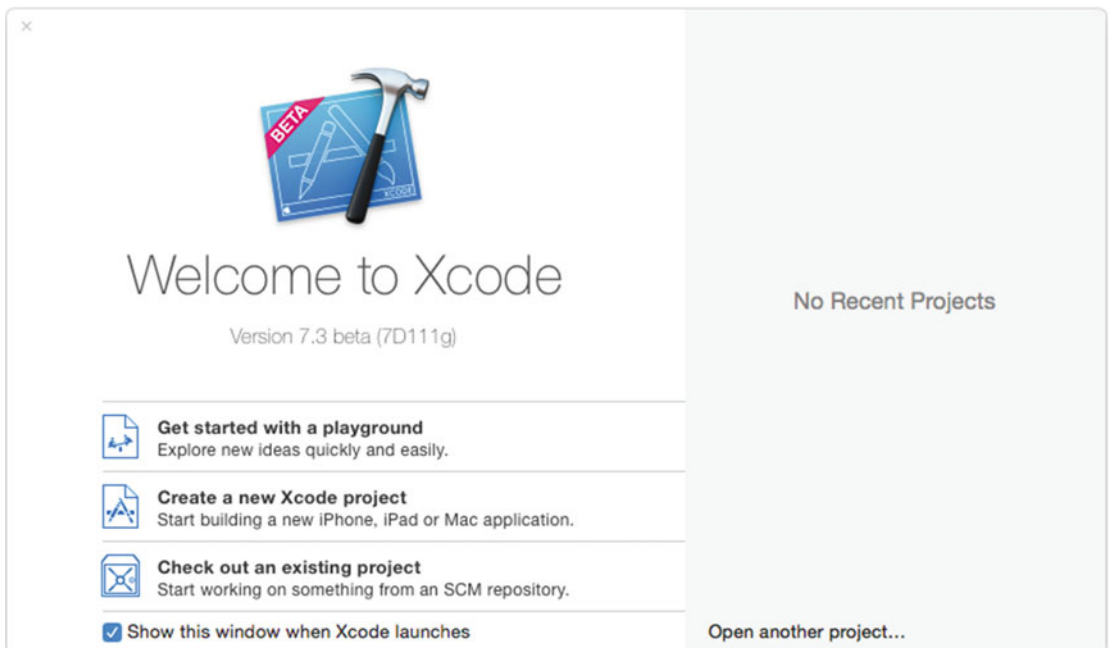 BETA
XCODE
Welcome to Xcode
Version 7.3 beta (7D111g)
Get started with a playground
Explore new ideas quickly and easily.
Create a new Xcode project
Start building a new iPhone, iPad or Mac application.
Check out an existing project
Start working on something from an SCM repository.
Show this window when Xcode launches
No Recent Projects
Open another project...